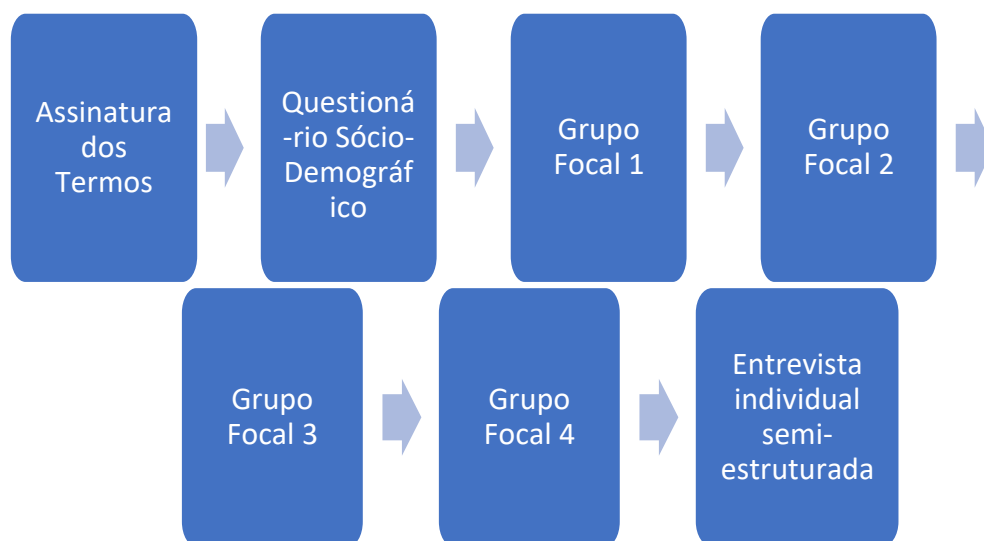 Assinatura
dos
Termos
Questioná
-rio Sócio-
Demográf
ico
Grupo
Focal 1
Grupo
Focal 2
Grupo
Focal 3
Grupo
Focal 4
Entrevista
individual
semi-
estruturada